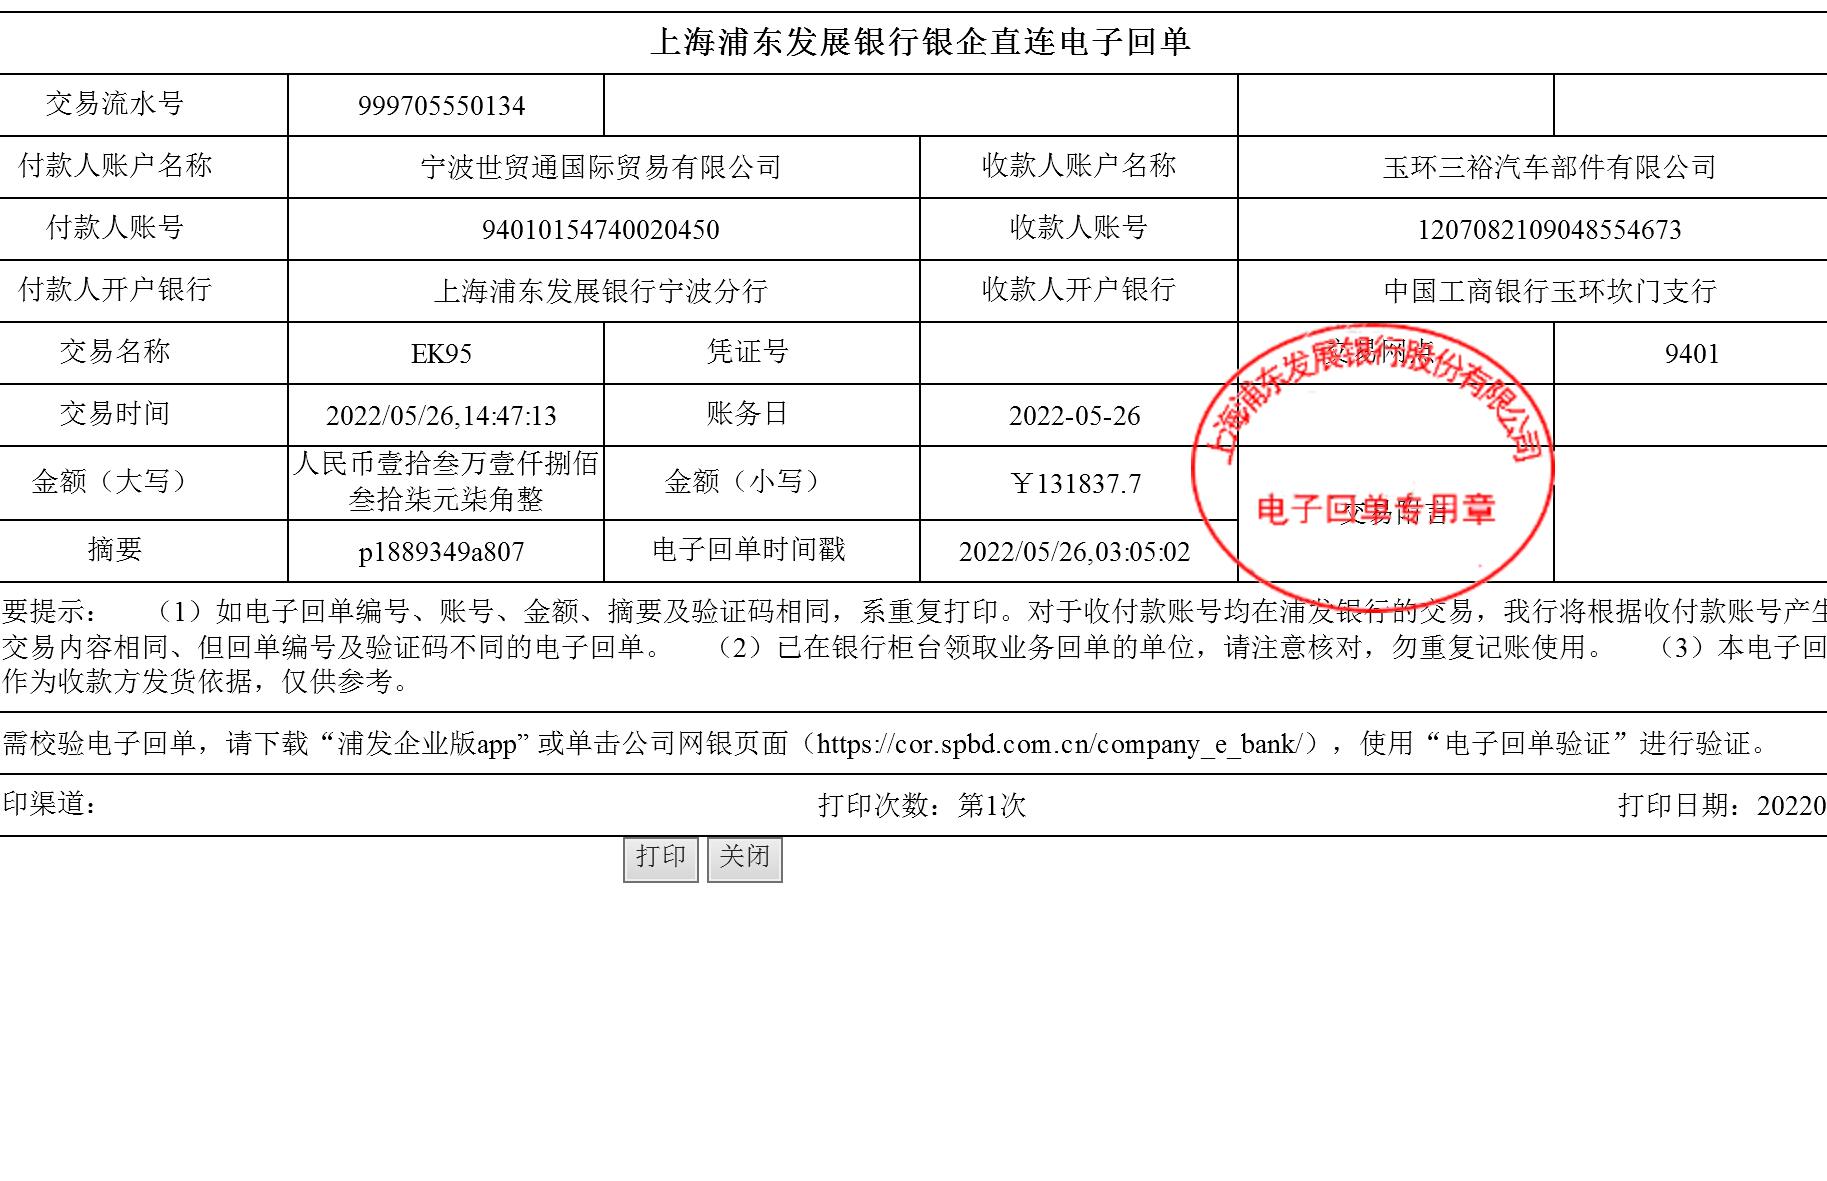 上海浦东发展银行银企直连电子回单
交易流水号 999705550134
付款人账户名称 宁波世贸通国际贸易有限公司 收款人账户名称 玉环三裕汽车部件有限公司
付款人账号 94010154740020450 收款人账号 1207082109048554673
付款人开户银行 上海浦东发展银行宁波分行 收款人开户银行 中国工商银行玉环坎门支行
交易名称 EK95 凭证号 交易网点 9401
交易时间 2022/05/26,14:47:13 账务日 2022-05-26
金额（大写） 人民币壹拾叁万壹仟捌佰
叁拾柒元柒角整 金额（小写） ￥131837.7
交易附言
摘要 p1889349a807 电子回单时间戳 2022/05/26,03:05:02
上海浦东发展银行股份有限公司
电子回单专用章
要提示： （1）如电子回单编号、账号、金额、摘要及验证码相同，系重复打印。对于收付款账号均在浦发银行的交易，我行将根据收付款账号产生
交易内容相同、但回单编号及验证码不同的电子回单。 （2）已在银行柜台领取业务回单的单位，请注意核对，勿重复记账使用。 （3）本电子回
作为收款方发货依据，仅供参考。
需校验电子回单，请下载“浦发企业版app” 或单击公司网银页面（https://cor.spbd.com.cn/company_e_bank/），使用“电子回单验证”进行验证。
印渠道： 打印次数：第1次 打印日期：20220
打印 关闭